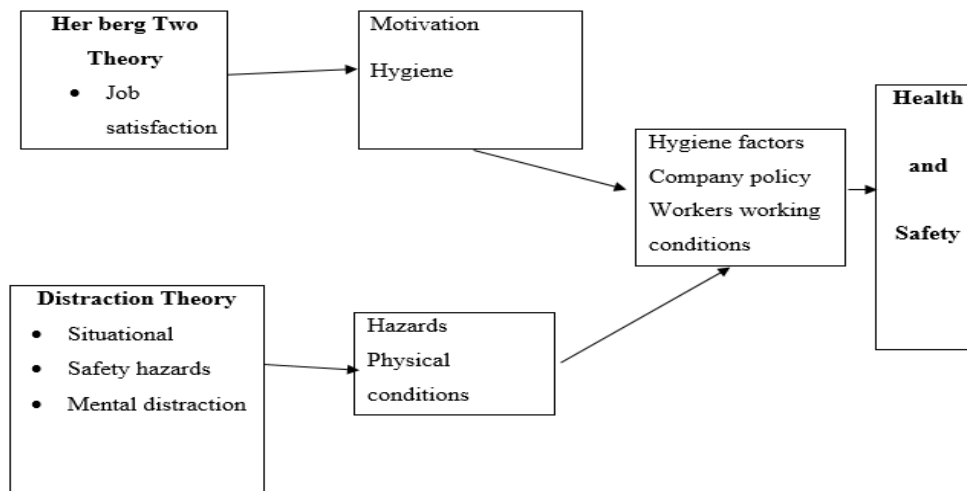 Her berg Two
Theory
• Job
satisfaction
Motivation
Hygiene
Hygiene factors
Company policy
Workers working
conditions
Health
and
Safety
Distraction Theory
• Situational
• Safety hazards
• Mental distraction
Hazards
Physical
conditions